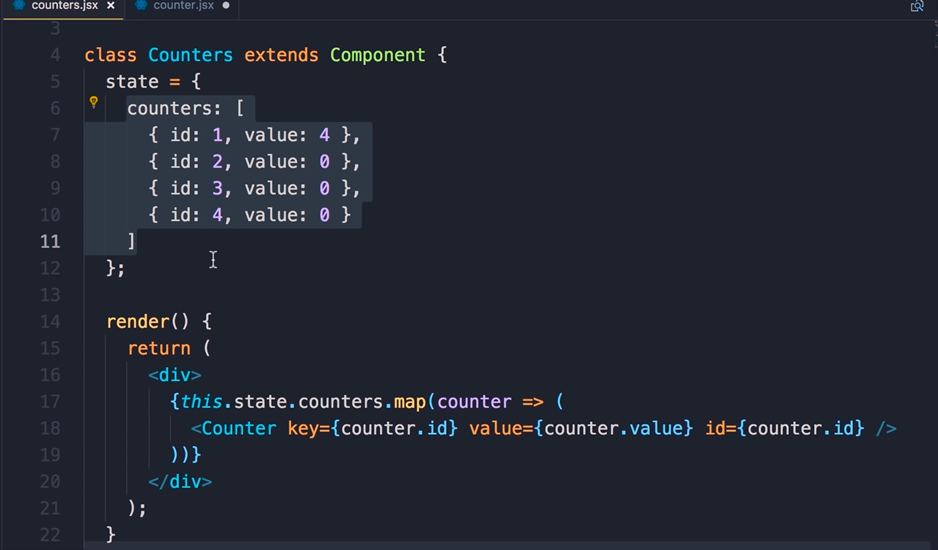 counters.jsx × counter.jsx ●
3
4 class Counters extends Component {
5 state = {
6 counters: [
7 { id: 1, value: 4 },
8 { id: 2, value: 0 },
9 { id: 3, value: 0 },
10 { id: 4, value: 0 }
11 ]
12 };
13
14 render() {
15 return (
16 <div>
17 {this.state.counters.map(counter => (
18 <Counter key={counter.id} value={counter.value} id={counter.id} />
19 ))}
20 </div>
21 );
22 }